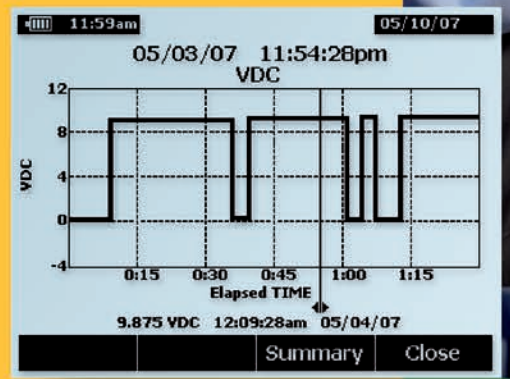 11:59am 05/10/07
05/03/07 11:54:28pm
VDC
12
8
4
0
-4
VDC
0:15 0:30 0:45 1:00 1:15
Elapsed TIME
9.875 VDC 12:09:28am 05/04/07
Summary Close